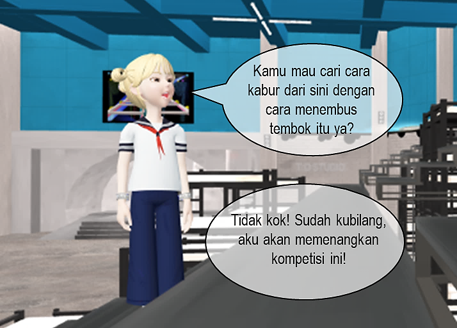 Kamu mau cari cara
kabur dari sini dengan
cara menembus
tembok itu ya?
Tidak kok! Sudah kubilang,
aku akan memenangkan
kompetisi ini!